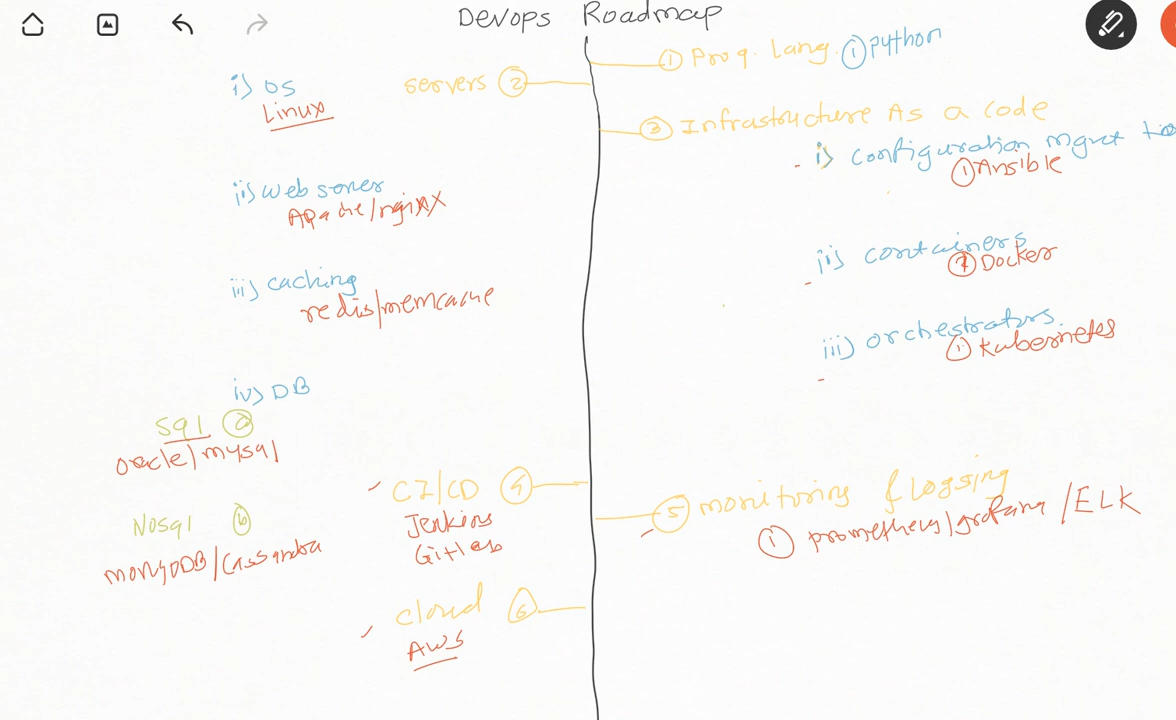 Devops Roadmap
① Prog. lang. ① python
servers ②
i) OS
Linux
ii) web server
Apache/nginx
iii) caching
redis/memcache
iv) DB
Sql ⓐ
oracle/mysql
Nosql ⓑ
mongoDB/Cassandra
③ Infrastructure As a code
i) configuration mgmt
① Ansible
ii) containers
① Docker
iii) orchestrators.
① Kubernetes
CI/CD ④
Jenkins
Gitlab
⑤ monitoring & logging
① prometheus/grafana/ELK
cloud ⑥
AWS